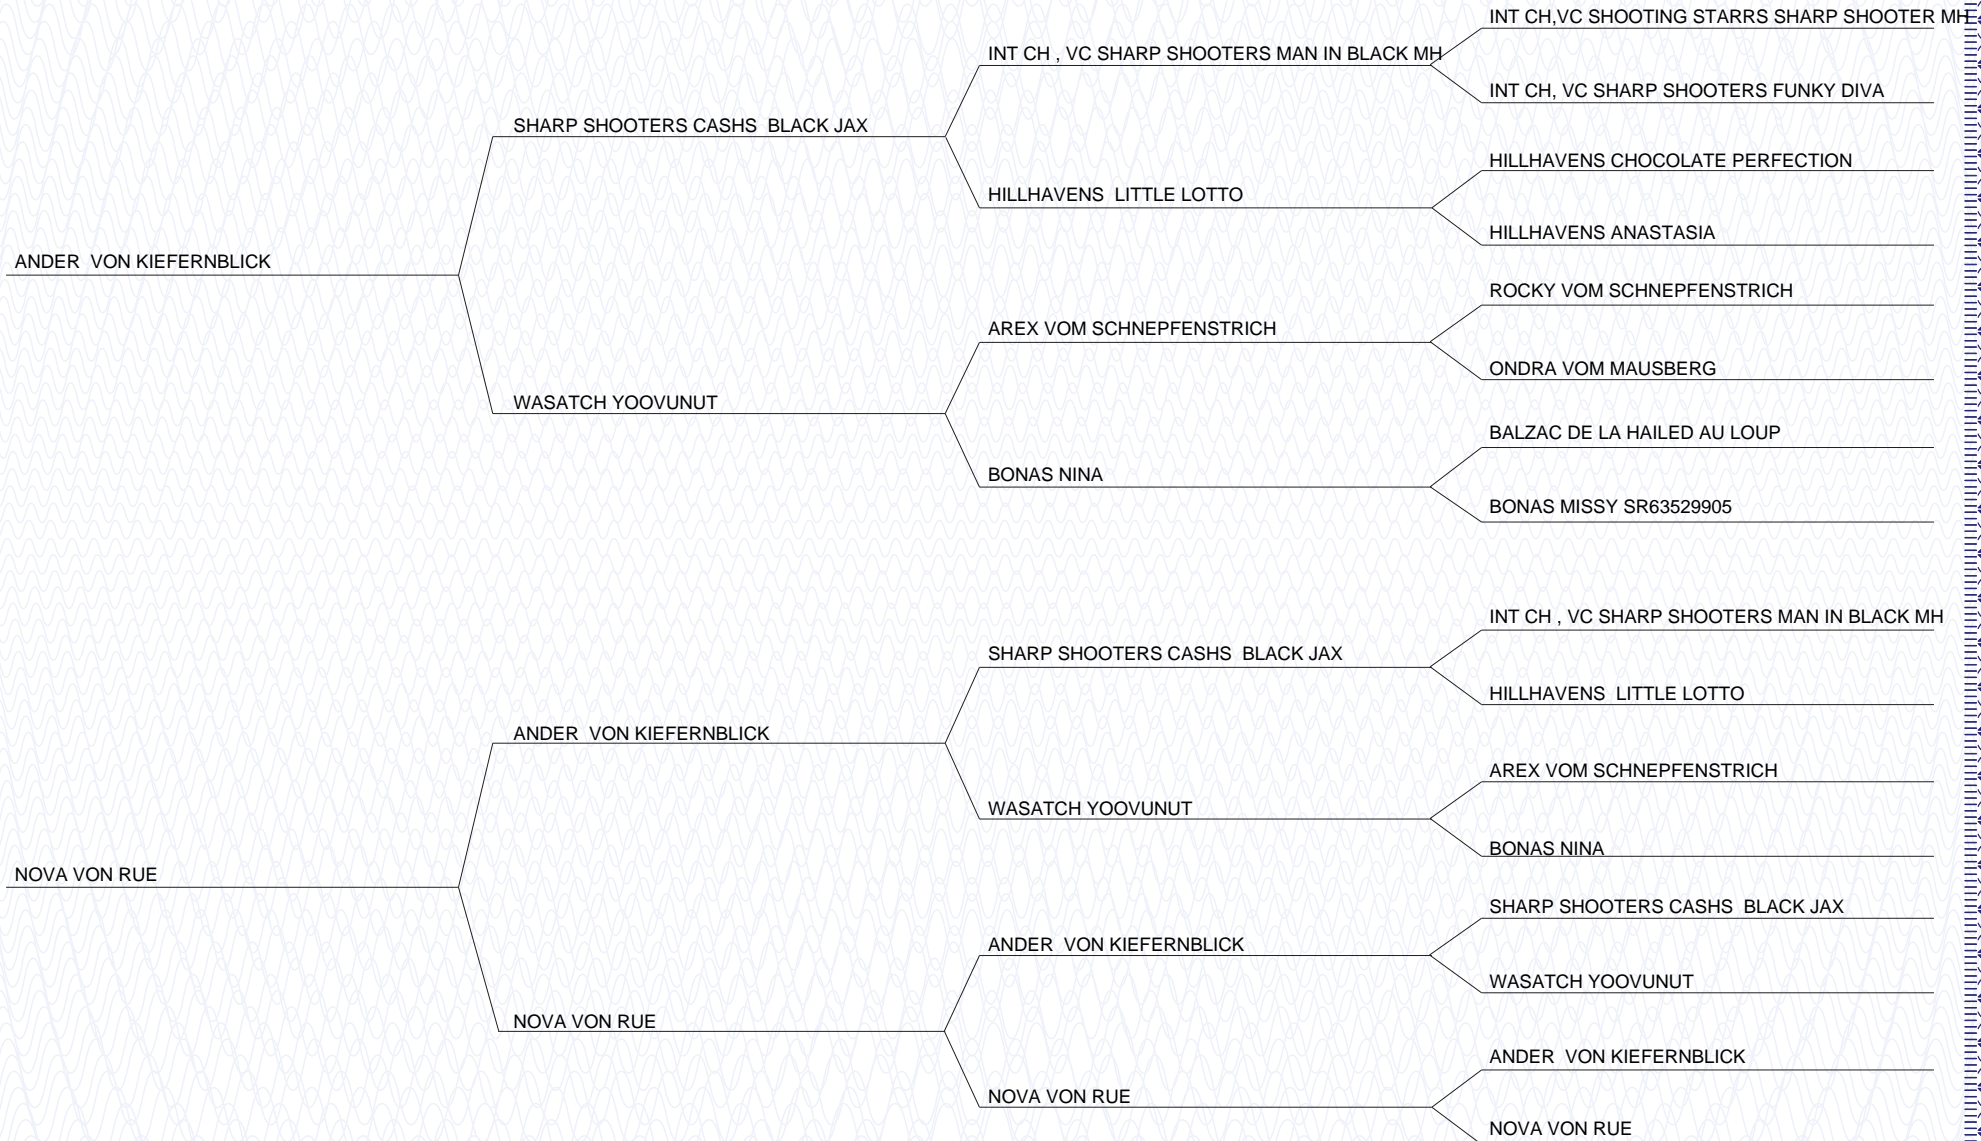 INT CH,VC SHOOTING STARRS SHARP SHOOTER MH
INT CH , VC SHARP SHOOTERS MAN IN BLACK MH
INT CH, VC SHARP SHOOTERS FUNKY DIVA
SHARP SHOOTERS CASHS  BLACK JAX
HILLHAVENS CHOCOLATE PERFECTION
HILLHAVENS  LITTLE LOTTO
HILLHAVENS ANASTASIA
ANDER  VON KIEFERNBLICK
ROCKY VOM SCHNEPFENSTRICH
AREX VOM SCHNEPFENSTRICH
ONDRA VOM MAUSBERG
WASATCH YOOVUNUT
BALZAC DE LA HAILED AU LOUP
BONAS NINA
BONAS MISSY SR63529905
INT CH , VC SHARP SHOOTERS MAN IN BLACK MH
SHARP SHOOTERS CASHS  BLACK JAX
HILLHAVENS  LITTLE LOTTO
ANDER  VON KIEFERNBLICK
AREX VOM SCHNEPFENSTRICH
WASATCH YOOVUNUT
BONAS NINA
NOVA VON RUE
SHARP SHOOTERS CASHS  BLACK JAX
ANDER  VON KIEFERNBLICK
WASATCH YOOVUNUT
NOVA VON RUE
ANDER  VON KIEFERNBLICK
NOVA VON RUE
NOVA VON RUE